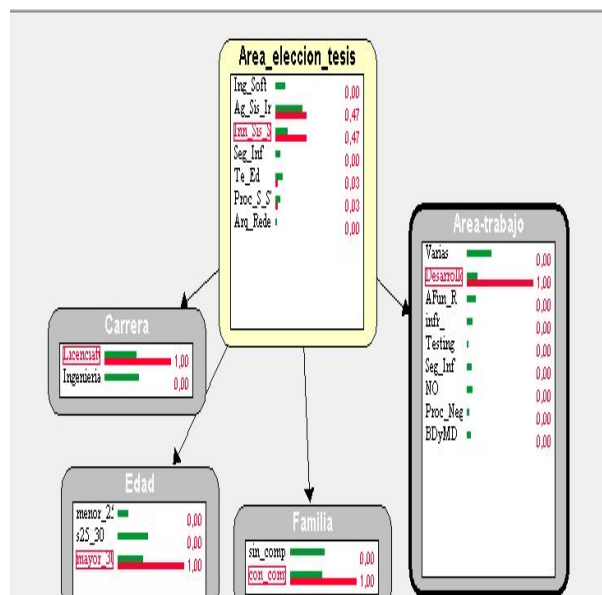 Area_eleccion_tesis
Ing_Soft 0,00
Ag_Sis_Ir 0,47
Inn_Sis_S 0,47
Seg_Inf 0,00
Te_Ed 0,03
Proc_S_S 0,03
Arq_Rede 0,00
Area-trabajo
Varias 0,00
Desarroll 1,00
AFun_R 0,00
infr_ 0,00
Testing 0,00
Seg_Inf 0,00
NO 0,00
Proc_Neg 0,00
BDyMD 0,00
Carrera
Licenciat 1,00
Ingenieria 0,00
Edad
menor_25 0,00
s25_30 0,00
mayor_30 1,00
Familia
sin_comp 0,00
con_com 1,00